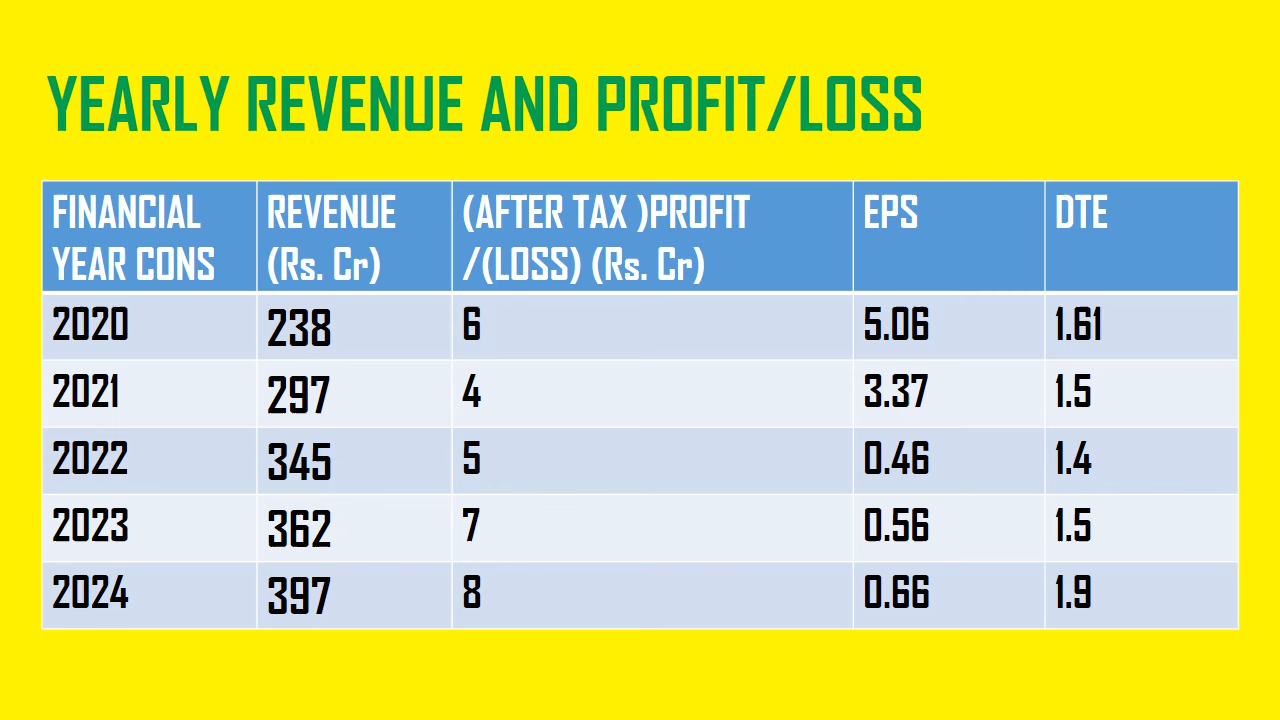 YEARLY REVENUE AND PROFIT/LOSS
FINANCIAL YEAR CONS REVENUE (Rs. Cr) (AFTER TAX )PROFIT /(LOSS) (Rs. Cr) EPS DTE
2020 238 6 5.06 1.61
2021 297 4 3.37 1.5
2022 345 5 0.46 1.4
2023 362 7 0.56 1.5
2024 397 8 0.66 1.9